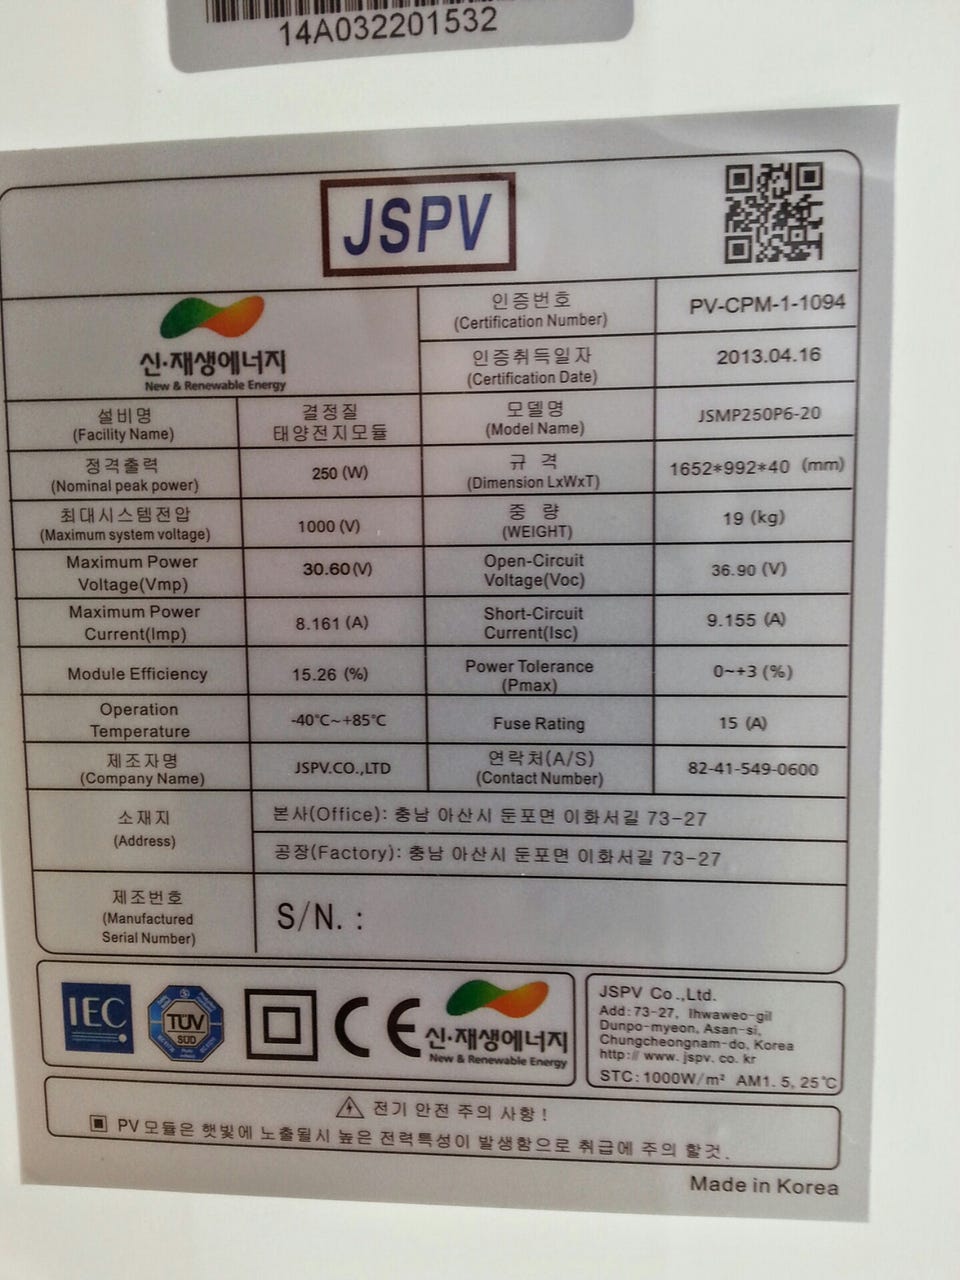 14A032201532
JSPV
신·재생에너지
New & Renewable Energy
인증번호
(Certification Number)
PV-CPM-1-1094
인증취득일자
(Certification Date)
2013.04.16
설비명
(Facility Name)
결정질
태양전지모듈
모델명
(Model Name)
JSMP250P6-20
정격출력
(Nominal peak power)
250 (W)
규 격
(Dimension LxWxT)
1652*992*40 (mm)
최대시스템전압
(Maximum system voltage)
1000 (V)
중 량
(WEIGHT)
19 (kg)
Maximum Power
Voltage(Vmp)
30.60(V)
Open-Circuit
Voltage(Voc)
36.90 (V)
Maximum Power
Current(Imp)
8.161 (A)
Short-Circuit
Current(Isc)
9.155 (A)
Module Efficiency
15.26 (%)
Power Tolerance
(Pmax)
0~+3 (%)
Operation
Temperature
-40℃~+85℃
Fuse Rating
15 (A)
제조자명
(Company Name)
JSPV.CO.,LTD
연락처(A/S)
(Contact Number)
82-41-549-0600
소재지
(Address)
본사(Office): 충남 아산시 둔포면 이화서길 73-27
공장(Factory): 충남 아산시 둔포면 이화서길 73-27
제조번호
(Manufactured
Serial Number)
S/N. :
IEC
TÜV
SÜD
CE
신·재생에너지
New & Renewable Energy
JSPV Co.,Ltd.
Add:73-27, Ihwaweo-gil
Dunpo-myeon, Asan-si,
Chungcheongnam-do, Korea
http:// www. jspv. co. kr
STC: 1000W/m² AM1. 5, 25℃
전기 안전 주의 사항 !
PV 모듈은 햇빛에 노출될시 높은 전력특성이 발생함으로 취급에 주의 할것.
Made in Korea